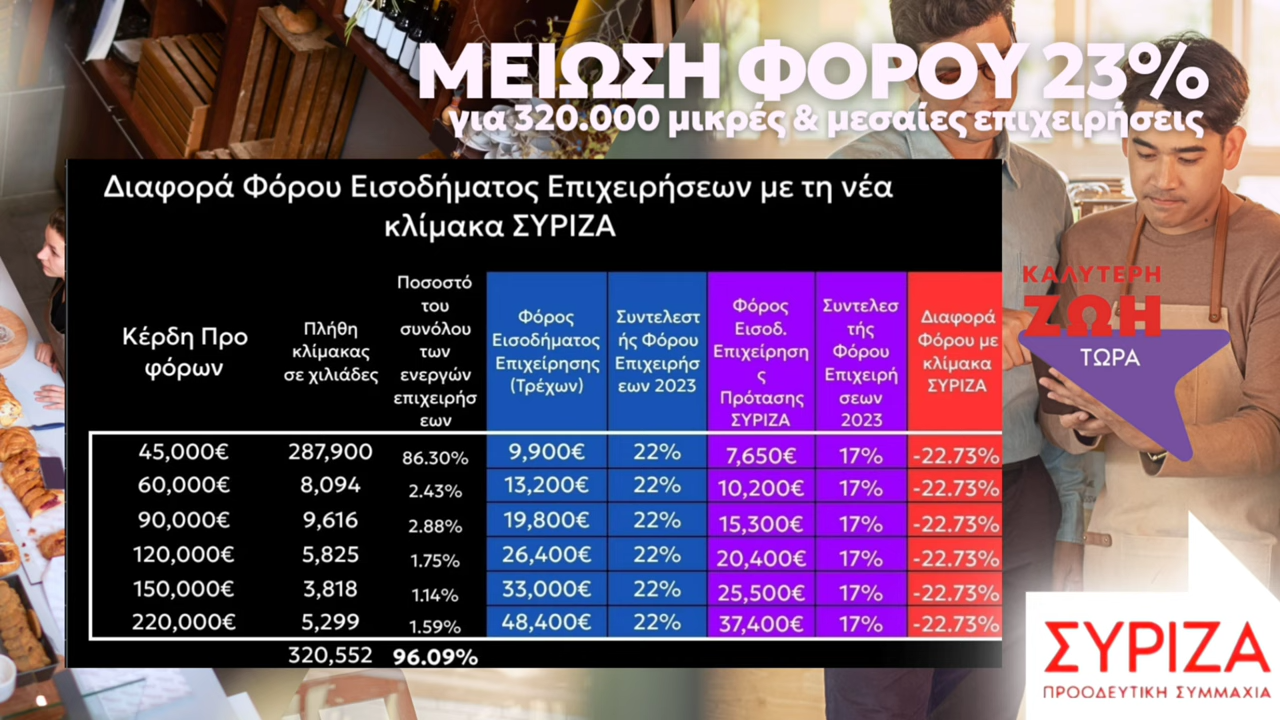 ΜΕΙΩΣΗ ΦΟΡΟΥ 23%
για 320.000 μικρές & μεσαίες επιχειρήσεις
Διαφορά Φόρου Εισοδήματος Επιχειρήσεων με τη νέα
κλίμακα ΣΥΡΙΖΑ
Κέρδη Προ
φόρων
Πλήθη
κλίμακας
σε χιλιάδες
Ποσοστό
του
συνόλου
των
ενεργών
επιχειρήσ
εων
Φόρος
Εισοδήματος
Επιχείρησης
(Τρέχων)
Συντελεστ
ής Φόρου
Επιχειρήσ
εων 2023
Φόρος
Εισοδ.
Επιχείρηση
ς
Πρότασης
ΣΥΡΙΖΑ
Συντελεσ
τής
Φόρου
Επιχειρή
σεων
2023
Διαφορά
Φόρου με
κλίμακα
ΣΥΡΙΖΑ
45,000€ 287,900 86.30% 9,900€ 22% 7,650€ 17% -22.73%
60,000€ 8,094 2.43% 13,200€ 22% 10,200€ 17% -22.73%
90,000€ 9,616 2.88% 19,800€ 22% 15,300€ 17% -22.73%
120,000€ 5,825 1.75% 26,400€ 22% 20,400€ 17% -22.73%
150,000€ 3,818 1.14% 33,000€ 22% 25,500€ 17% -22.73%
220,000€ 5,299 1.59% 48,400€ 22% 37,400€ 17% -22.73%
320,552 96.09%
ΚΑΛΥΤΕΡΗ
ΖΩΗ
ΤΩΡΑ
ΣΥΡΙΖΑ
ΠΡΟΟΔΕΥΤΙΚΗ ΣΥΜΜΑΧΙΑ